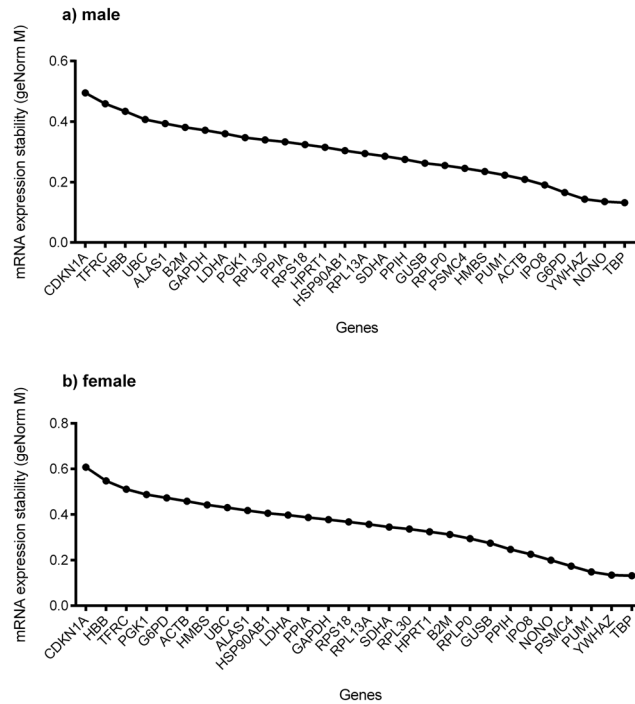 a) male
mRNA expression stability (geNorm M)
0.6
0.4
0.2
0.0
CDKN1A
TFRC
HBB
UBC
ALAS1
B2M
GAPDH
LDHA
PGK1
RPL30
PPIA
RPS18
HPRT1
HSP90AB1
RPL13A
SDHA
PPIH
GUSB
RPLP0
PSMC4
HMBS
PUM1
ACTB
IPO8
G6PD
YWHAZ
NONO
TBP
Genes
b) female
mRNA expression stability (geNorm M)
0.8
0.6
0.4
0.2
0.0
CDKN1A
HBB
TFRC
PGK1
G6PD
ACTB
HMBS
UBC
ALAS1
HSP90AB1
LDHA
PPIA
GAPDH
RPS18
RPL13A
SDHA
RPL30
HPRT1
B2M
RPLP0
GUSB
PPIH
IPO8
NONO
PSMC4
PUM1
YWHAZ
TBP
Genes